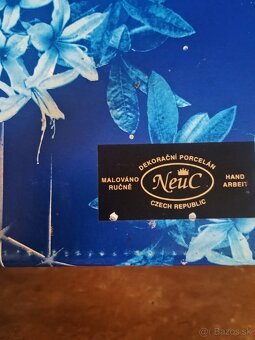 DEKORAČNÍ PORCELÁN
MALOVÁNO
RUČNĚ
NeuC
HAND
ARBEIT
CZECH REPUBLIC
Bazos.sk